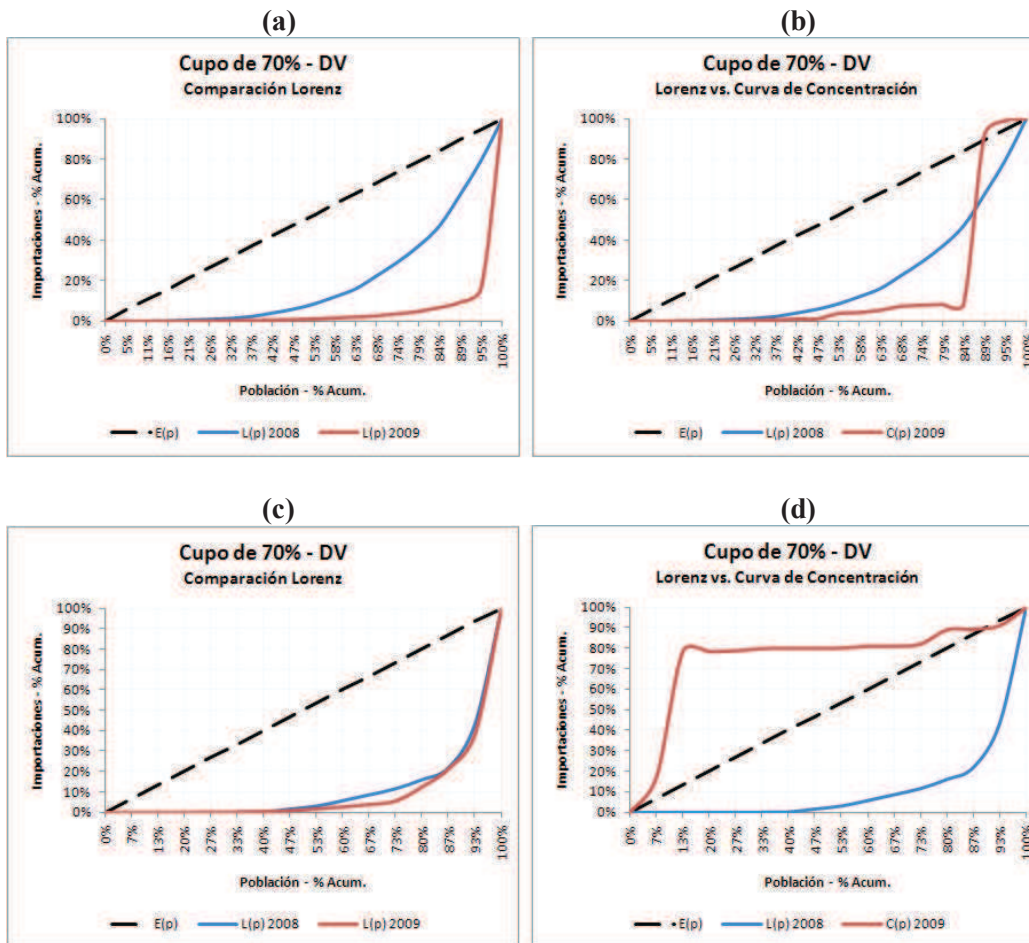 (a)
Cupo de 70% - DV
Comparación Lorenz
Importaciones - % Acum.
100%
80%
60%
40%
20%
0%
0% 5% 11% 16% 21% 26% 32% 37% 42% 47% 53% 58% 63% 68% 74% 79% 84% 89% 95% 100%
Población - % Acum.
E(p) L(p) 2008 L(p) 2009
(b)
Cupo de 70% - DV
Lorenz vs. Curva de Concentración
Importaciones - % Acum.
100%
80%
60%
40%
20%
0%
0% 5% 11% 16% 21% 26% 32% 37% 42% 47% 53% 58% 63% 68% 74% 79% 84% 89% 95% 100%
Población - % Acum.
E(p) L(p) 2008 C(p) 2009
(c)
Cupo de 70% - DV
Comparación Lorenz
Importaciones - % Acum.
100%
90%
80%
70%
60%
50%
40%
30%
20%
10%
0%
0% 7% 13% 20% 27% 33% 40% 47% 53% 60% 67% 73% 80% 87% 93% 100%
Población - % Acum.
E(p) L(p) 2008 L(p) 2009
(d)
Cupo de 70% - DV
Lorenz vs. Curva de Concentración
Importaciones - % Acum.
100%
90%
80%
70%
60%
50%
40%
30%
20%
10%
0%
0% 7% 13% 20% 27% 33% 40% 47% 53% 60% 67% 73% 80% 87% 93% 100%
Población - % Acum.
E(p) L(p) 2008 C(p) 2009